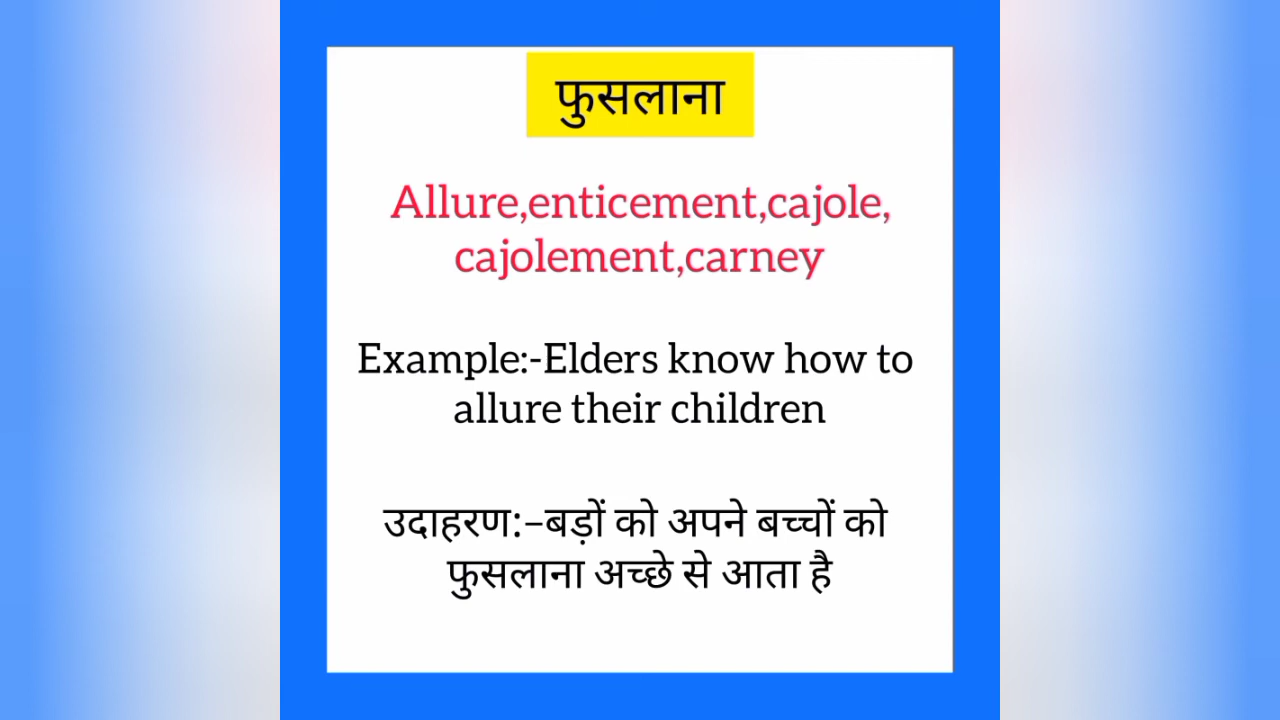 फुसलाना
Allure,enticement,cajole,
cajolement,carney
Example:-Elders know how to
allure their children
उदाहरण:–बड़ों को अपने बच्चों को
फुसलाना अच्छे से आता है